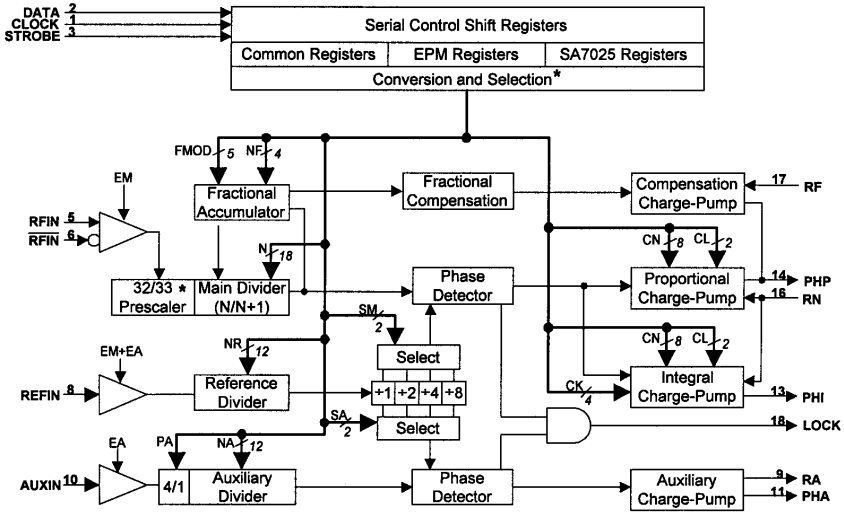 DATA 2
CLOCK 1
STROBE 3
Serial Control Shift Registers
Common Registers
EPM Registers
SA7025 Registers
Conversion and Selection*
FMOD 5
NF 4
EM
Fractional Accumulator
Fractional Compensation
Compensation Charge-Pump
17 RF
RFIN 5
RFIN 6
N 18
CN 8
CL 2
32/33 * Prescaler
Main Divider (N/N+1)
Phase Detector
Proportional Charge-Pump
14 PHP
16 RN
SM 2
NR 12
Select
CN 8
CL 2
EM+EA
REFIN 8
Reference Divider
÷1 ÷2 ÷4 ÷8
CK 4
Integral Charge-Pump
13 PHI
SA 2
Select
18 LOCK
EA
PA
NA 12
AUXIN 10
4/1
Auxiliary Divider
Phase Detector
Auxiliary Charge-Pump
9 RA
11 PHA